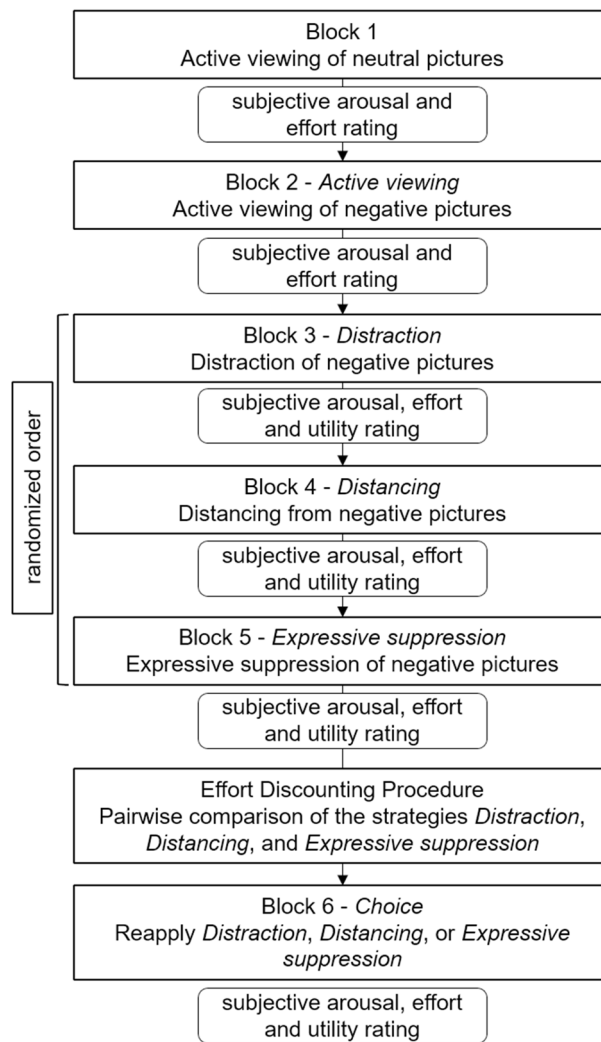 Block 1
Active viewing of neutral pictures
subjective arousal and
effort rating
Block 2 - Active viewing
Active viewing of negative pictures
subjective arousal and
effort rating
randomized order
Block 3 - Distraction
Distraction of negative pictures
subjective arousal, effort
and utility rating
Block 4 - Distancing
Distancing from negative pictures
subjective arousal, effort
and utility rating
Block 5 - Expressive suppression
Expressive suppression of negative pictures
subjective arousal, effort
and utility rating
Effort Discounting Procedure
Pairwise comparison of the strategies Distraction,
Distancing, and Expressive suppression
Block 6 - Choice
Reapply Distraction, Distancing, or Expressive
suppression
subjective arousal, effort
and utility rating